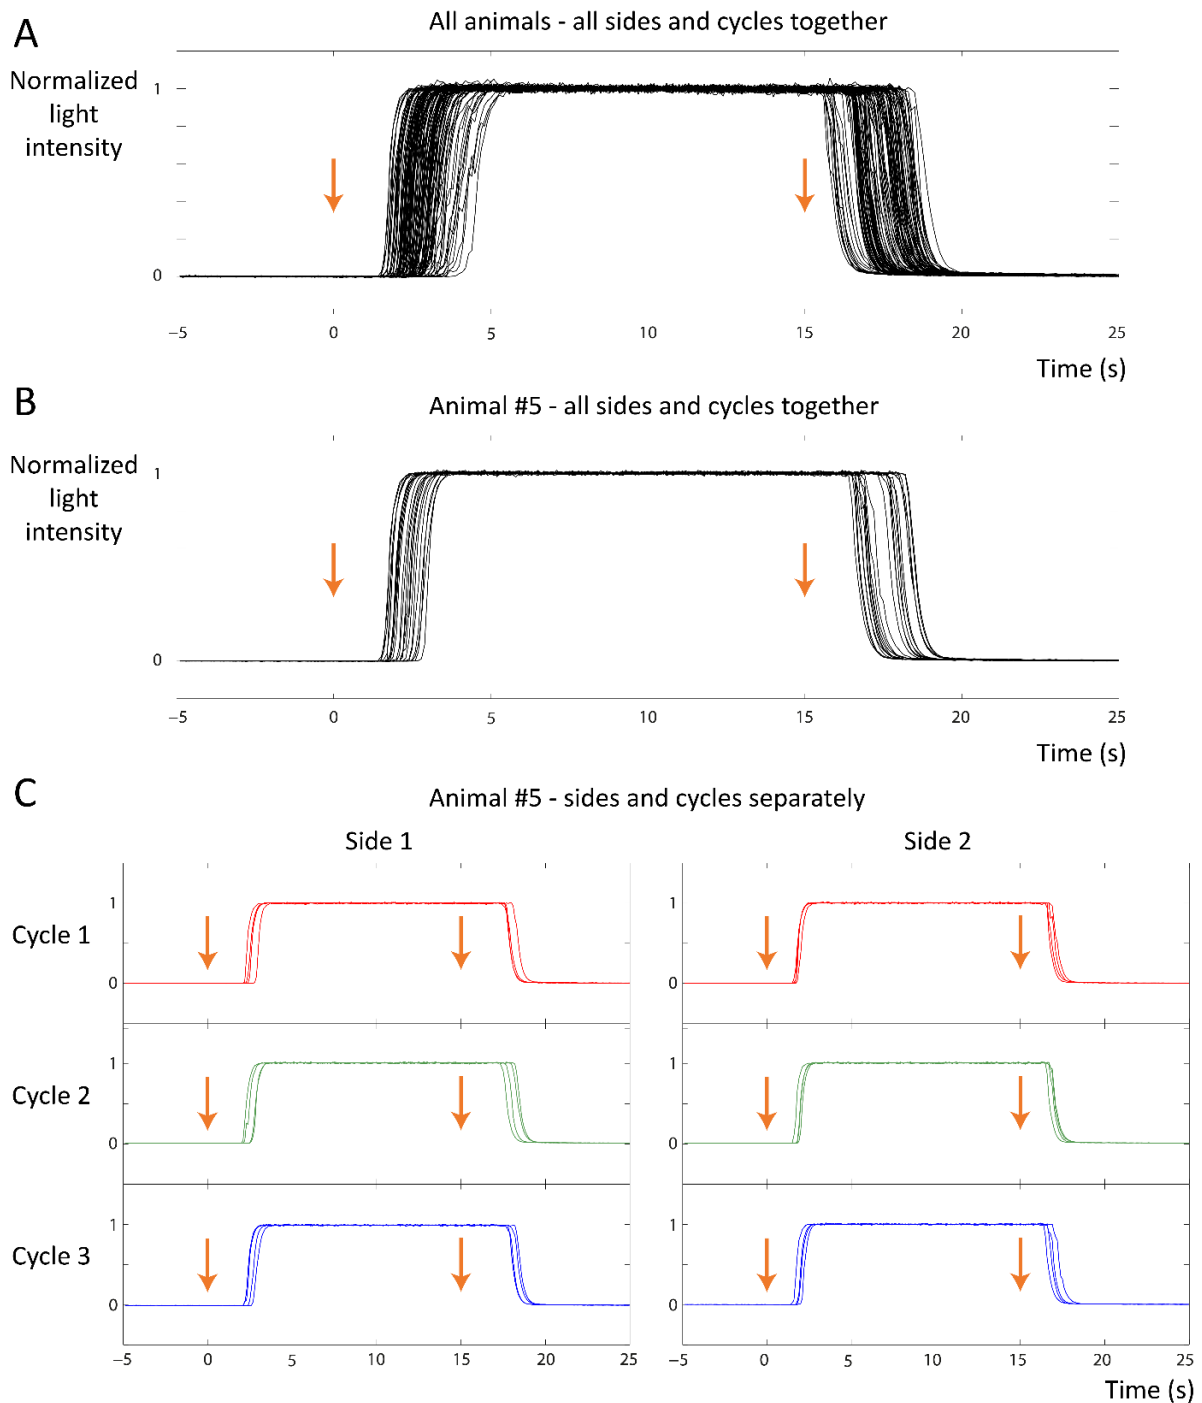 A
All animals - all sides and cycles together
Normalized
light
intensity
1
0
−5 0 5 10 15 20 25
Time (s)
B
Animal #5 - all sides and cycles together
Normalized
light
intensity
1
0
−5 0 5 10 15 20 25
Time (s)
C
Animal #5 - sides and cycles separately
Side 1 Side 2
Cycle 1
1 1
0 0
Cycle 2
1 1
0 0
Cycle 3
1 1
0 0
−5 0 5 10 15 20 25 −5 0 5 10 15 20 25
Time (s)